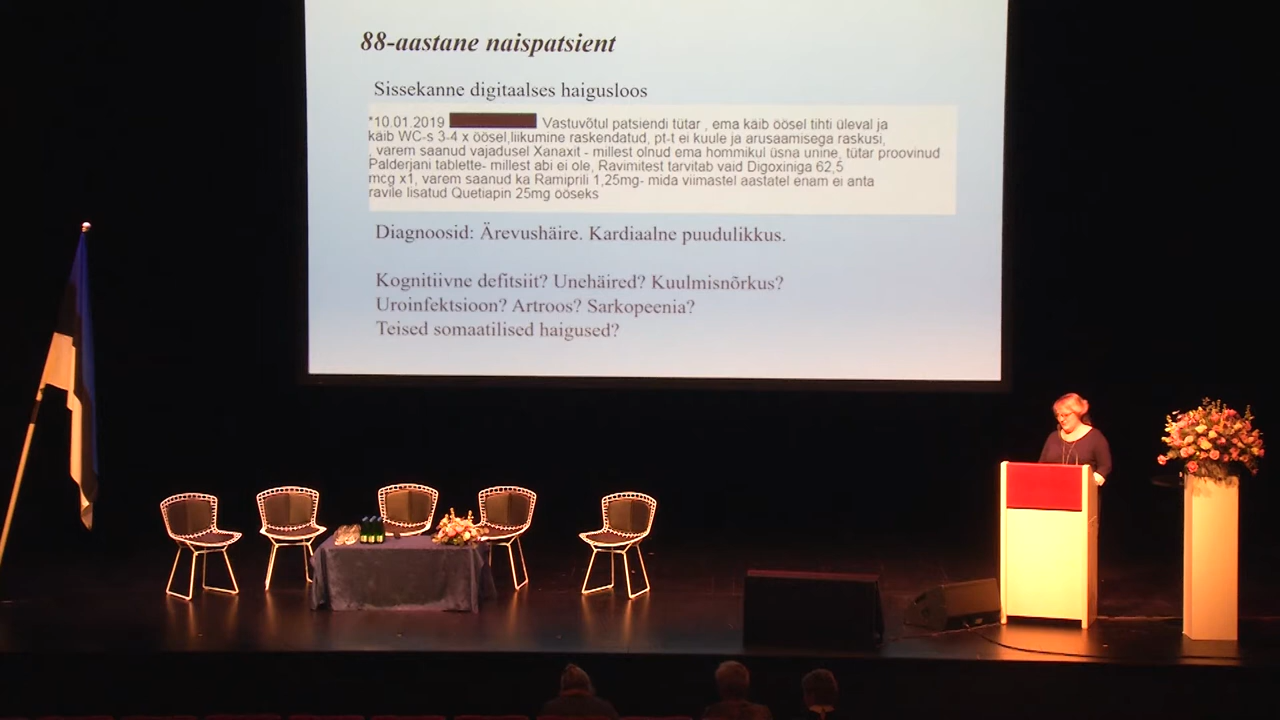 88-aastane naispatsient
Sissekanne digitaalses haigusloos
*10.01.2019 Vastuvõtul patsiendi tütar , ema käib öösel tihti üleval ja
käib WC-s 3-4 x öösel,liikumine raskendatud, pt-t ei kuule ja arusaamisega raskusi,
, varem saanud vajadusel Xanaxit - millest olnud ema hommikul üsna unine, tütar proovinud
Palderjani tablette- millest abi ei ole, Ravimitest tarvitab vaid Digoxiniga 62,5
mcg x1, varem saanud ka Ramiprili 1,25mg- mida viimastel aastatel enam ei anta
ravile lisatud Quetiapin 25mg ööseks
Diagnoosid: Ärevushäire. Kardiaalne puudulikkus.
Kognitiivne defitsiit? Unehäired? Kuulmisnõrkus?
Uroinfektsioon? Artroos? Sarkopeenia?
Teised somaatilised haigused?